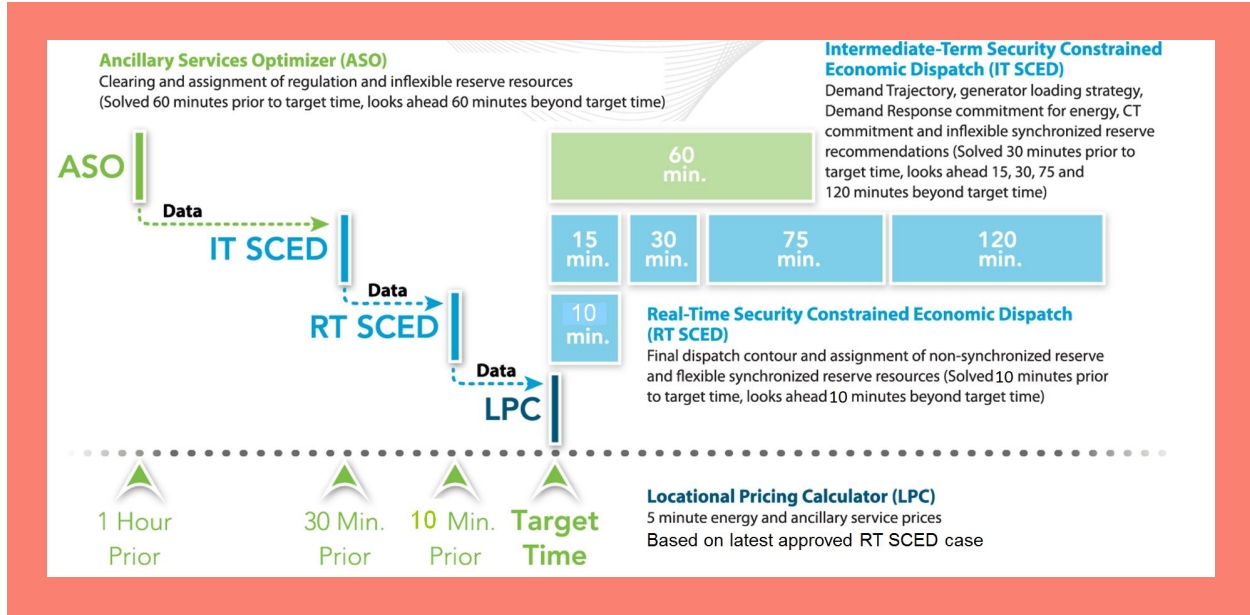 Ancillary Services Optimizer (ASO)
Clearing and assignment of regulation and inflexible reserve resources
(Solved 60 minutes prior to target time, looks ahead 60 minutes beyond target time)
Intermediate-Term Security Constrained
Economic Dispatch (IT SCED)
Demand Trajectory, generator loading strategy,
Demand Response commitment for energy, CT
commitment and inflexible synchronized reserve
recommendations (Solved 30 minutes prior to
target time, looks ahead 15, 30, 75 and
120 minutes beyond target time)
ASO
60
min.
Data
IT SCED
15
min.
30
min.
75
min.
120
min.
Data
RT SCED
10
min.
Real-Time Security Constrained Economic Dispatch
(RT SCED)
Final dispatch contour and assignment of non-synchronized reserve
and flexible synchronized reserve resources (Solved 10 minutes prior
to target time, looks ahead 10 minutes beyond target time)
Data
LPC
1 Hour
Prior
30 Min.
Prior
10 Min.
Prior
Target
Time
Locational Pricing Calculator (LPC)
5 minute energy and ancillary service prices
Based on latest approved RT SCED case